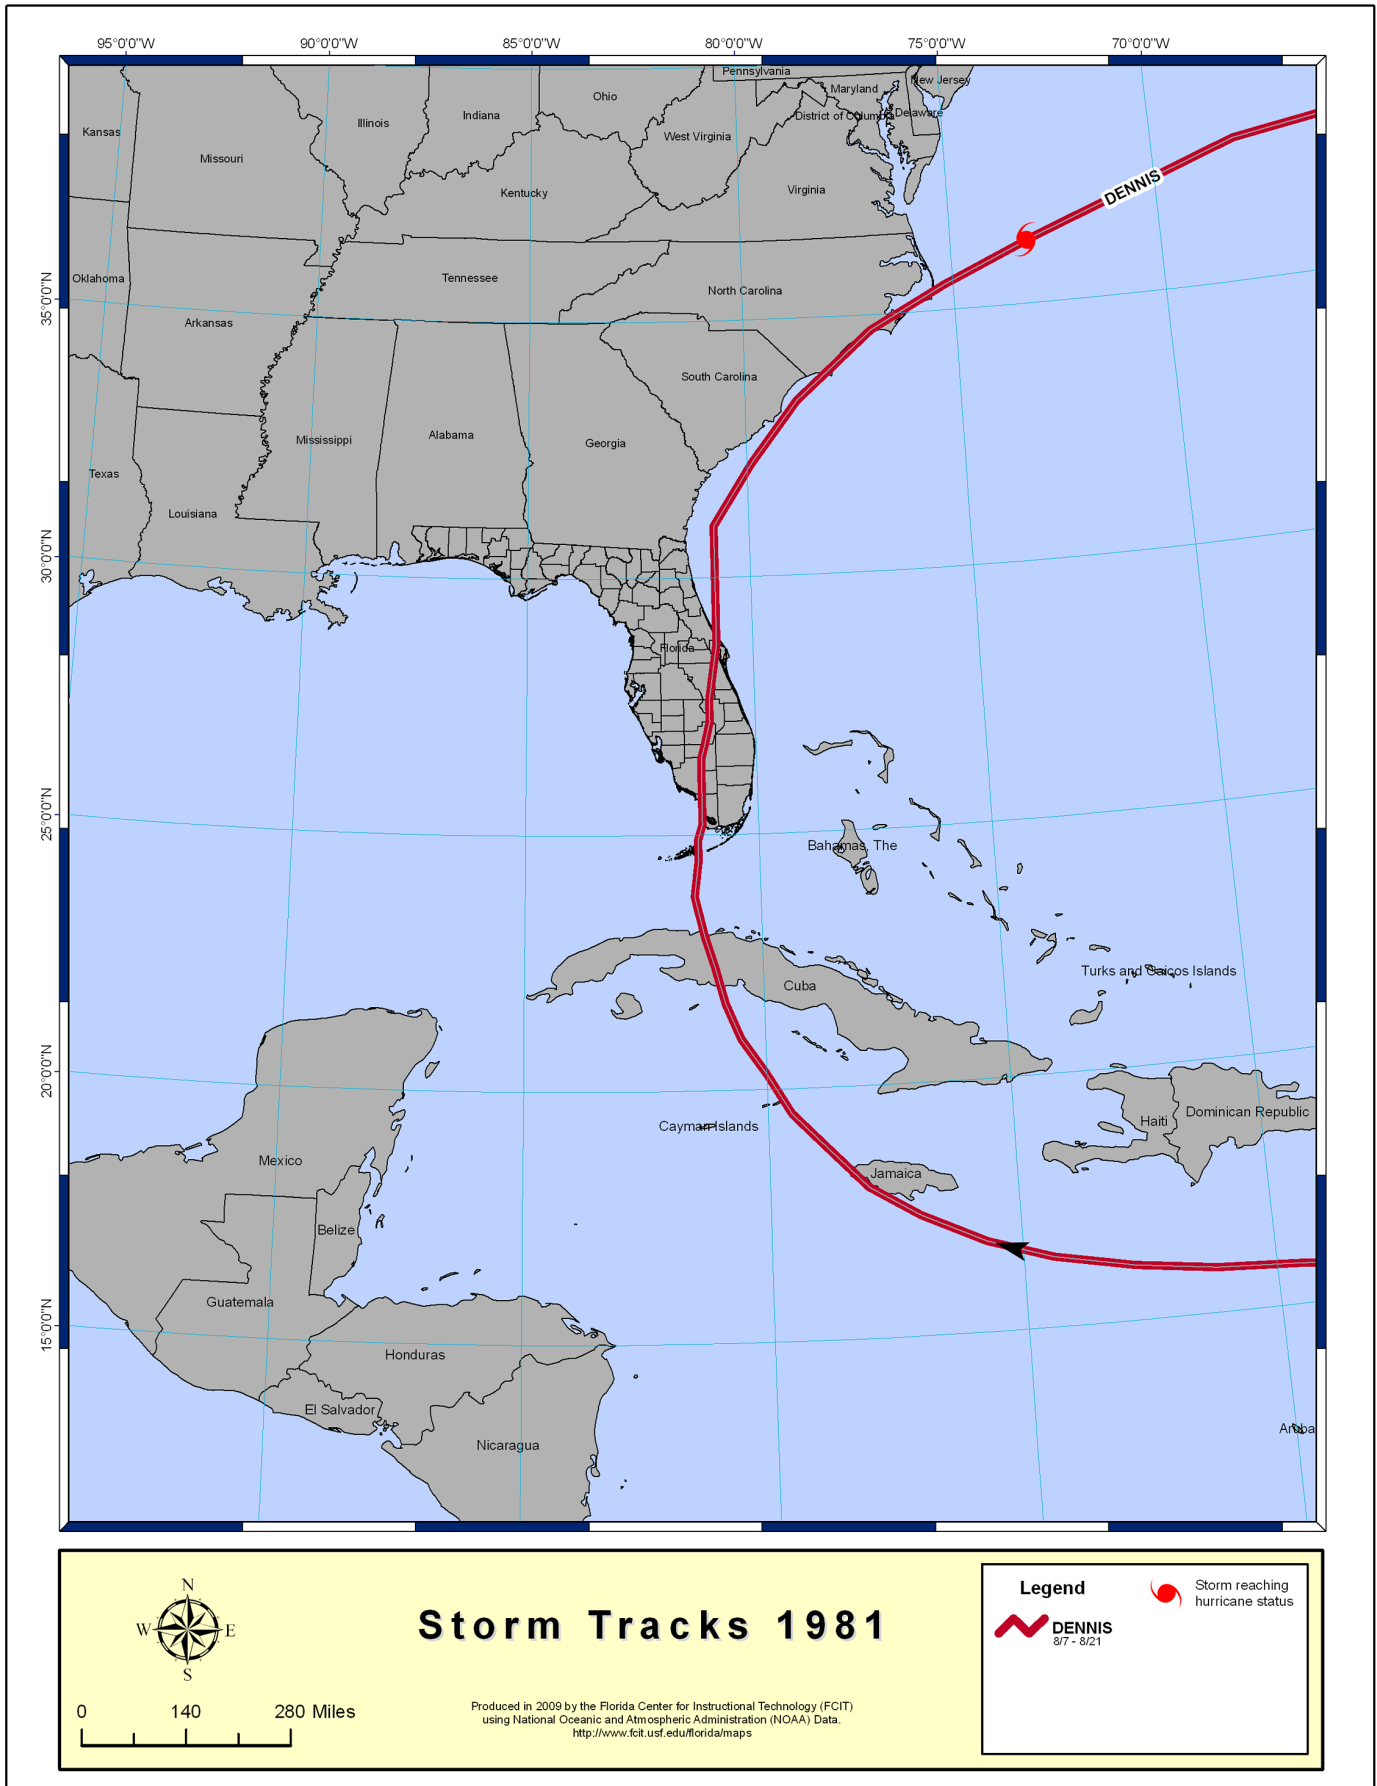 95°0'0"W
90°0'0"W
85°0'0"W
80°0'0"W
75°0'0"W
70°0'0"W
35°0'0"N
30°0'0"N
25°0'0"N
20°0'0"N
15°0'0"N
Pennsylvania
New Jersey
Maryland
Ohio
Indiana
Illinois
District of Columbia
Delaware
Kansas
Missouri
West Virginia
Virginia
Kentucky
DENNIS
Oklahoma
Tennessee
North Carolina
Arkansas
South Carolina
Mississippi
Alabama
Georgia
Texas
Louisiana
Florida
Bahamas, The
Turks and Caicos Islands
Cuba
Cayman Islands
Haiti
Dominican Republic
Jamaica
Mexico
Belize
Guatemala
Honduras
El Salvador
Nicaragua
Aruba
N
W
E
S
0 140 280 Miles
Storm Tracks 1981
Produced in 2009 by the Florida Center for Instructional Technology (FCIT)
using National Oceanic and Atmospheric Administration (NOAA) Data.
http://www.fcit.usf.edu/florida/maps
Legend
DENNIS
8/7 - 8/21
Storm reaching
hurricane status